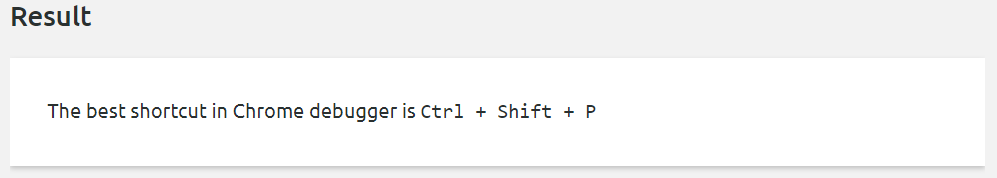 Result
The best shortcut in Chrome debugger is Ctrl + Shift + P